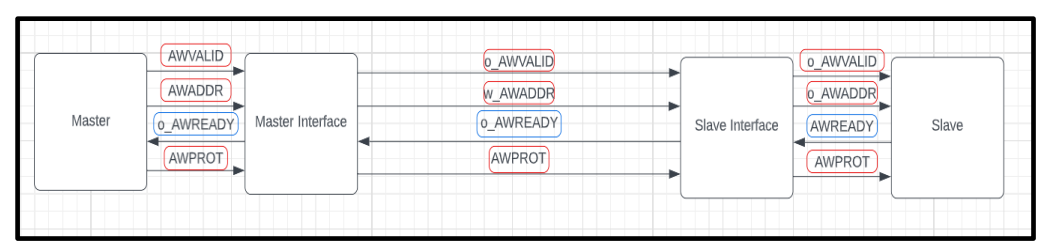 AWVALID
AWADDR
o_AWREADY
AWPROT
Master
Master Interface
o_AWVALID
w_AWADDR
o_AWREADY
AWPROT
Slave Interface
o_AWVALID
o_AWADDR
AWREADY
AWPROT
Slave